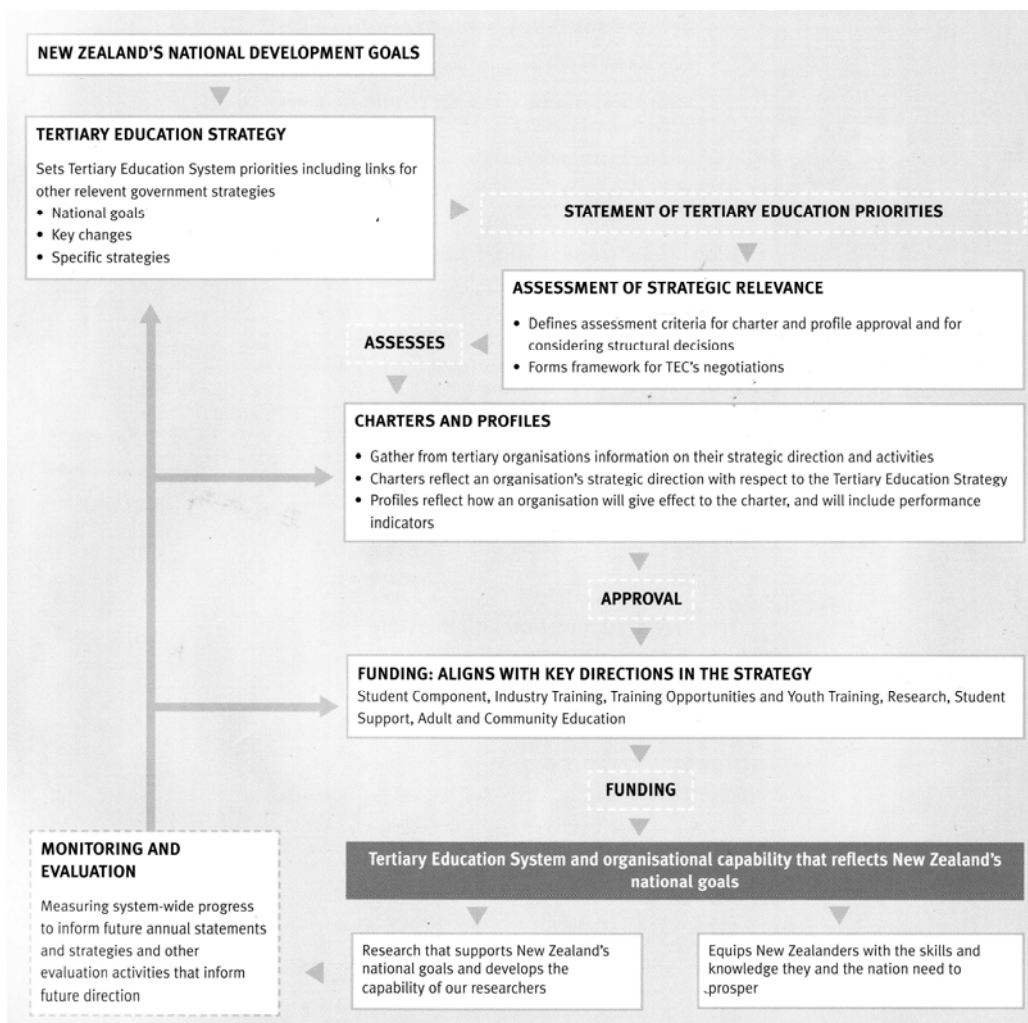 NEW ZEALAND'S NATIONAL DEVELOPMENT GOALS
TERTIARY EDUCATION STRATEGY
Sets Tertiary Education System priorities including links for
other relevent government strategies
• National goals
• Key changes
• Specific strategies
STATEMENT OF TERTIARY EDUCATION PRIORITIES
ASSESSMENT OF STRATEGIC RELEVANCE
• Defines assessment criteria for charter and profile approval and for
considering structural decisions
• Forms framework for TEC's negotiations
ASSESSES
CHARTERS AND PROFILES
• Gather from tertiary organisations information on their strategic direction and activities
• Charters reflect an organisation's strategic direction with respect to the Tertiary Education Strategy
• Profiles reflect how an organisation will give effect to the charter, and will include performance
indicators
APPROVAL
FUNDING: ALIGNS WITH KEY DIRECTIONS IN THE STRATEGY
Student Component, Industry Training, Training Opportunities and Youth Training, Research, Student
Support, Adult and Community Education
FUNDING
Tertiary Education System and organisational capability that reflects New Zealand's
national goals
MONITORING AND
EVALUATION
Measuring system-wide progress
to inform future annual statements
and strategies and other
evaluation activities that inform
future direction
Research that supports New Zealand's
national goals and develops the
capability of our researchers
Equips New Zealanders with the skills and
knowledge they and the nation need to
prosper